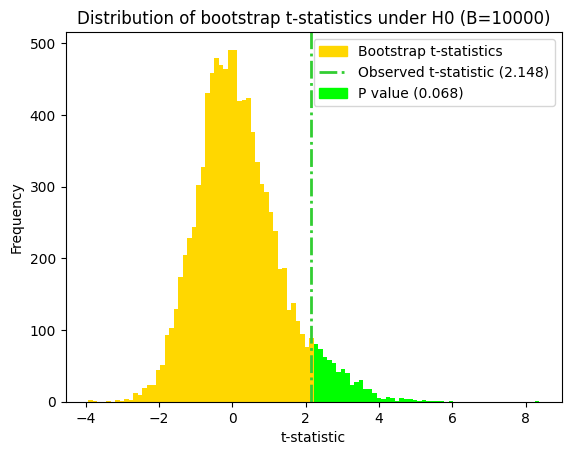 Distribution of bootstrap t-statistics under H0 (B=10000)
Bootstrap t-statistics
Observed t-statistic (2.148)
P value (0.068)
500
400
300
200
100
0
Frequency
−4
−2
0
2
4
6
8
t-statistic